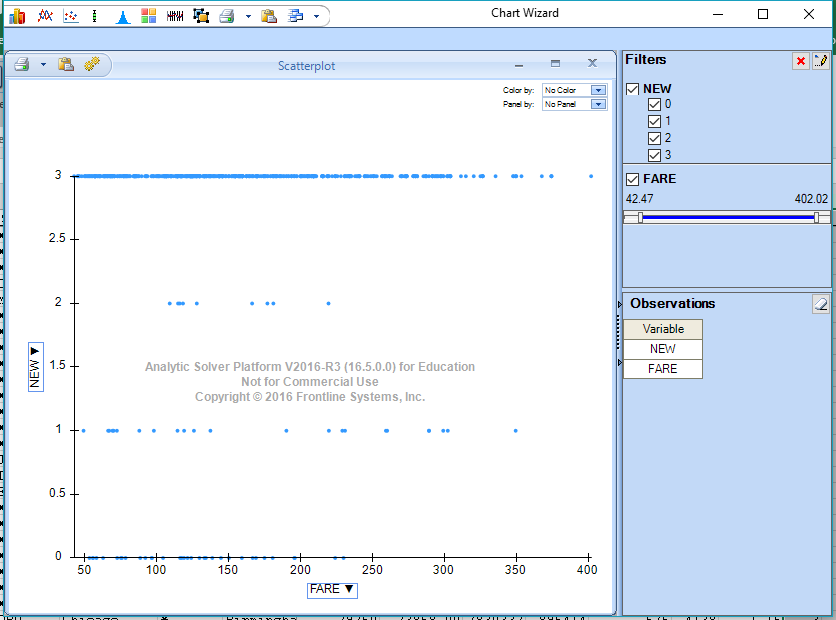 Chart Wizard
Scatterplot
Color by: No Color
Panel by: No Panel
3
2.5
2
1.5
1
0.5
0
NEW ▼
Analytic Solver Platform V2016-R3 (16.5.0.0) for Education
Not for Commercial Use
Copyright © 2016 Frontline Systems, Inc.
50 100 150 200 250 300 350 400
FARE ▼
Filters
NEW
0
1
2
3
FARE
42.47 402.02
Observations
Variable
NEW
FARE